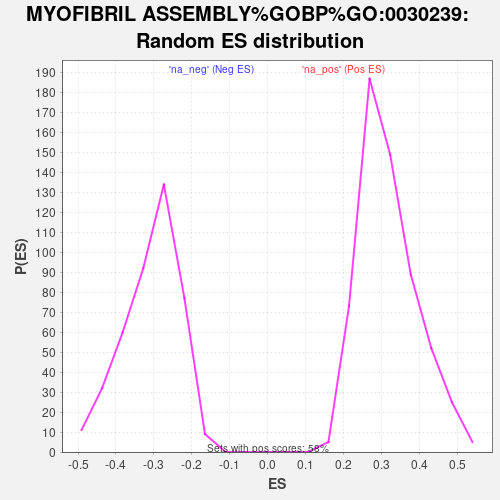 MYOFIBRIL ASSEMBLY%GOBP%GO:0030239:
Random ES distribution
'na_neg' (Neg ES) 'na_pos' (Pos ES)
190
180
170
160
150
140
130
120
110
100
90
80
70
60
50
40
30
20
10
0
P(ES)
Sets with pos scores: 58%
-0.5 -0.4 -0.3 -0.2 -0.1 0.0 0.1 0.2 0.3 0.4 0.5
ES